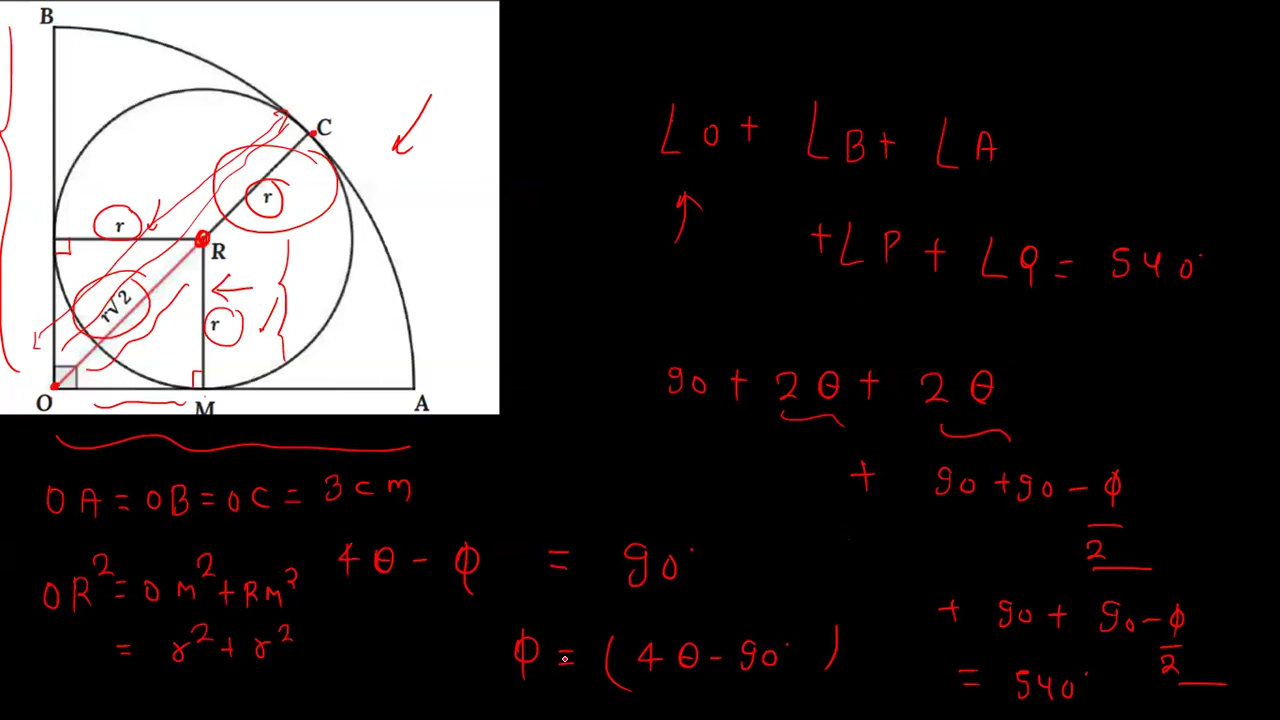 B
C
r
r
R
r√2
r
O
M
A
OA = OB = OC = 3 cm
OR² = OM² + RM²
= r² + r²
∠O + ∠B + ∠A
+ ∠P + ∠Q = 540°
90 + 2θ + 2θ
+ 90 + 90 - ϕ/2
+ 90 + 90 - ϕ/2
= 540°
4θ - ϕ = 90°
ϕ = (4θ - 90°)